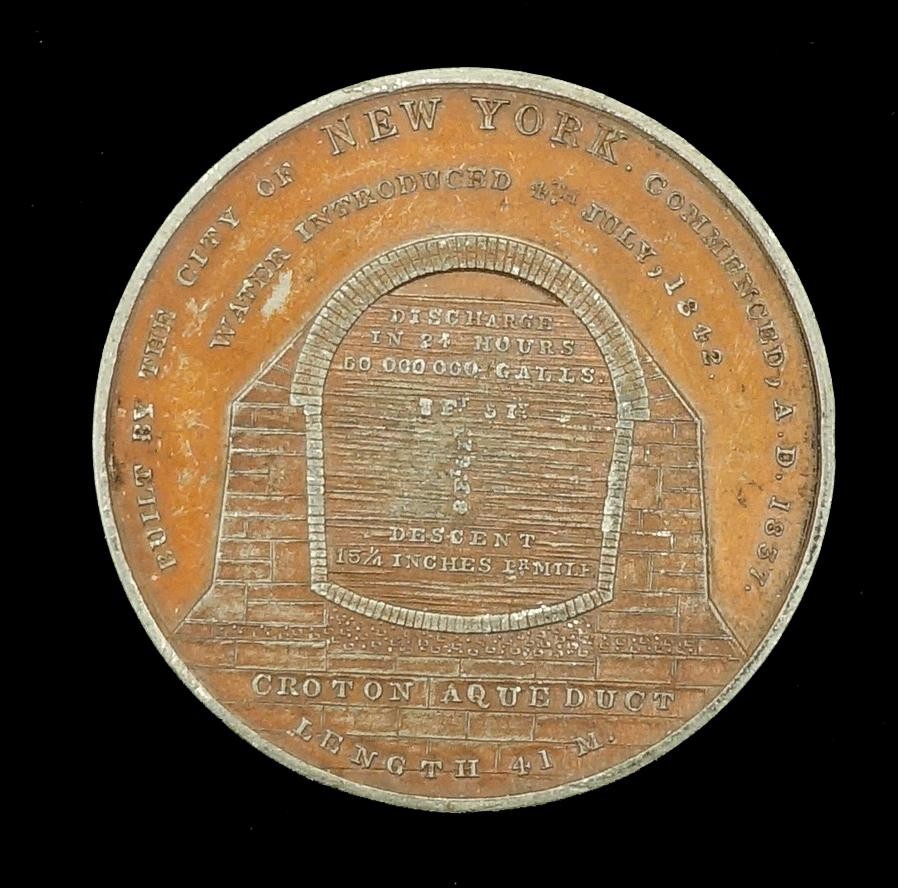 BUILT BY THE CITY OF NEW YORK. COMMENCED, A.D. 1837.
WATER INTRODUCED 4TH JULY, 1842.
DISCHARGE
IN 24 HOURS
60 000 000 GALLS.
DESCENT
13¼ INCHES PR MILE
CROTON AQUEDUCT
LENGTH 41 M.